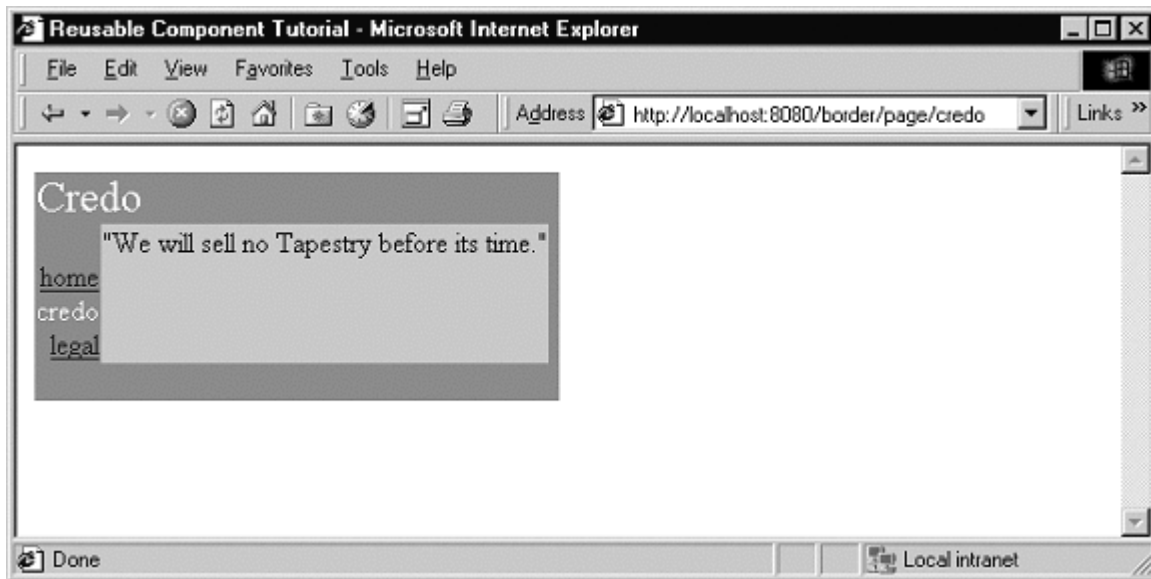 Reusable Component Tutorial - Microsoft Internet Explorer
File Edit View Favorites Tools Help
Address http://localhost:8080/border/page/credo Links »
Credo
"We will sell no Tapestry before its time."
home
credo
legal
Done Local intranet